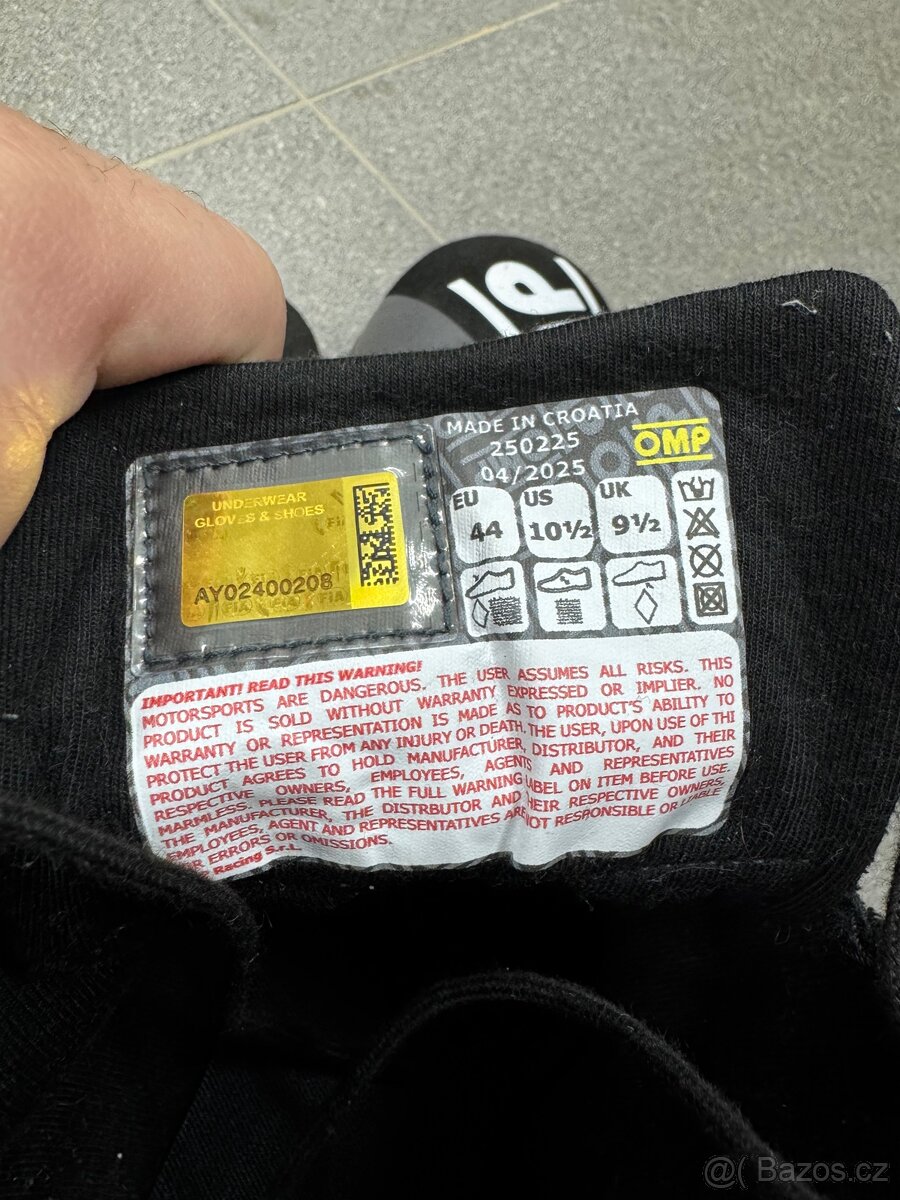 P
MADE IN CROATIA
250225
04/2025
OMP
UNDERWEAR
GLOVES & SHOES
AY02400208
FIA FIA FIA
EU
44
US
10½
UK
9½
IMPORTANT! READ THIS WARNING!
MOTORSPORTS ARE DANGEROUS. THE USER ASSUMES ALL RISKS. THIS
PRODUCT IS SOLD WITHOUT WARRANTY EXPRESSED OR IMPLIER. NO
WARRANTY OR REPRESENTATION IS MADE AS TO PRODUCT'S ABILITY TO
PROTECT THE USER FROM ANY INJURY OR DEATH. THE USER, UPON USE OF THI
PRODUCT AGREES TO HOLD MANUFACTURER, DISTRIBUTOR, AND THEIR
RESPECTIVE OWNERS, EMPLOYEES, AGENTS AND REPRESENTATIVES
MARMLESS. PLEASE READ THE FULL WARNING LABEL ON ITEM BEFORE USE.
THE MANUFACTURER, THE DISTRBUTOR AND THEIR RESPECTIVE OWNERS,
EMPLOYEES, AGENT AND REPRESENTATIVES ARE NOT RESPONSIBLE OR LIABLE
ERRORS OR OMISSIONS.
Racing S.r.L
@( Bazos.cz